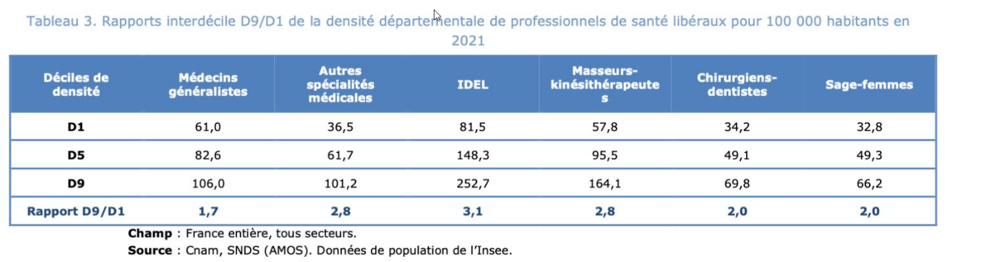 Tableau 3. Rapports interdécile D9/D1 de la densité départementale de professionnels de santé libéraux pour 100 000 habitants en
2021
Déciles de densité | Médecins généralistes | Autres spécialités médicales | IDEL | Masseurs-kinésithérapeutes | Chirurgiens-dentistes | Sage-femmes
D1 | 61,0 | 36,5 | 81,5 | 57,8 | 34,2 | 32,8
D5 | 82,6 | 61,7 | 148,3 | 95,5 | 49,1 | 49,3
D9 | 106,0 | 101,2 | 252,7 | 164,1 | 69,8 | 66,2
Rapport D9/D1 | 1,7 | 2,8 | 3,1 | 2,8 | 2,0 | 2,0
Champ : France entière, tous secteurs.
Source : Cnam, SNDS (AMOS). Données de population de l’Insee.